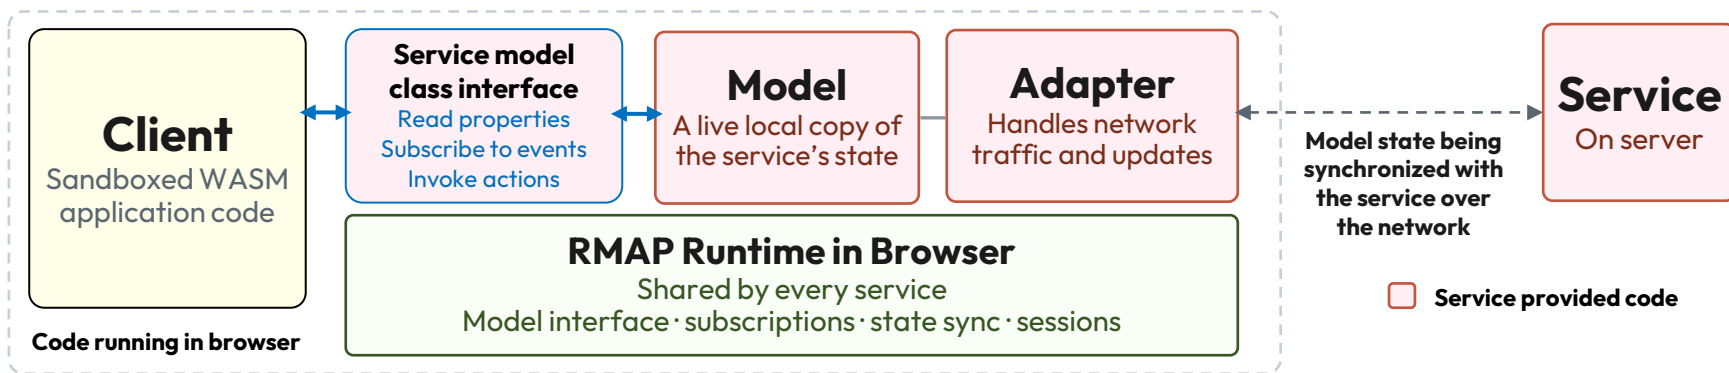 Client
Sandboxed WASM
application code
Code running in browser
Service model
class interface
Read properties
Subscribe to events
Invoke actions
Model
A live local copy of
the service's state
Adapter
Handles network
traffic and updates
RMAP Runtime in Browser
Shared by every service
Model interface · subscriptions · state sync · sessions
Model state being
synchronized with
the service over
the network
Service
On server
Service provided code